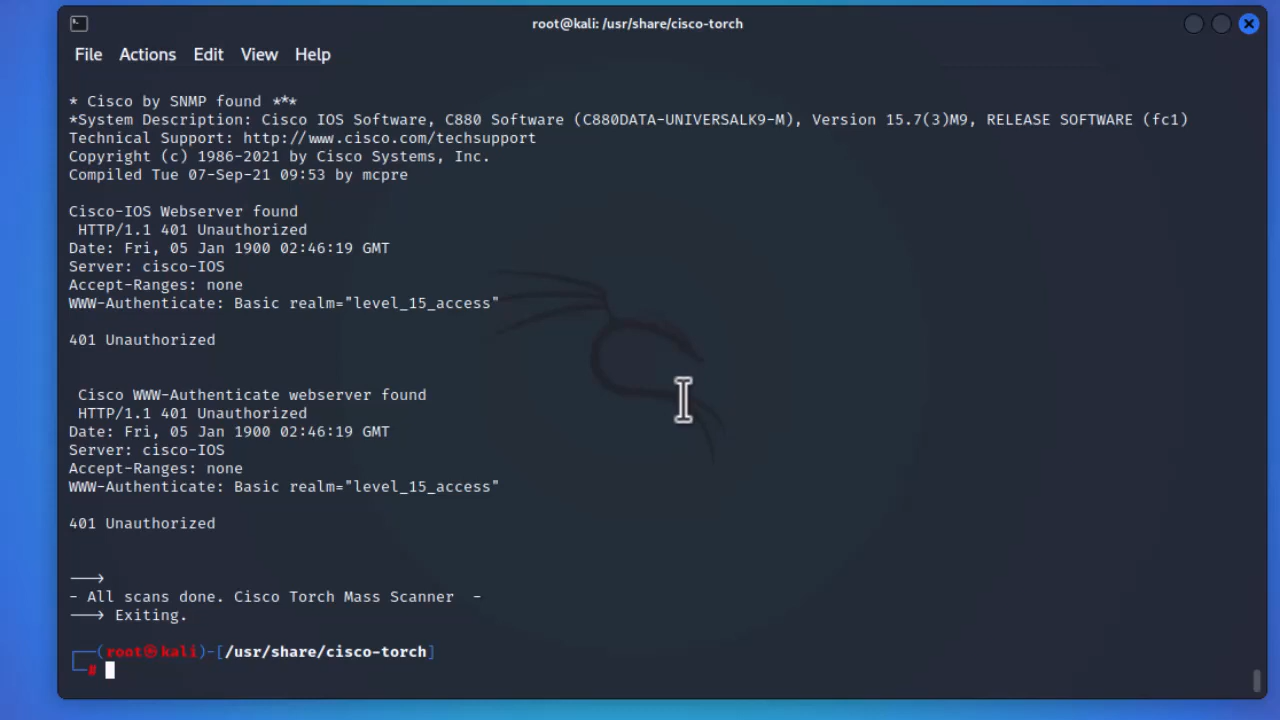 root@kali: /usr/share/cisco-torch
File Actions Edit View Help
* Cisco by SNMP found ***
*System Description: Cisco IOS Software, C880 Software (C880DATA-UNIVERSALK9-M), Version 15.7(3)M9, RELEASE SOFTWARE (fc1)
Technical Support: http://www.cisco.com/techsupport
Copyright (c) 1986-2021 by Cisco Systems, Inc.
Compiled Tue 07-Sep-21 09:53 by mcpre
Cisco-IOS Webserver found
HTTP/1.1 401 Unauthorized
Date: Fri, 05 Jan 1900 02:46:19 GMT
Server: cisco-IOS
Accept-Ranges: none
WWW-Authenticate: Basic realm="level_15_access"
401 Unauthorized
Cisco WWW-Authenticate webserver found
HTTP/1.1 401 Unauthorized
Date: Fri, 05 Jan 1900 02:46:19 GMT
Server: cisco-IOS
Accept-Ranges: none
WWW-Authenticate: Basic realm="level_15_access"
401 Unauthorized
--->
- All scans done. Cisco Torch Mass Scanner -
---> Exiting.
┌──(root㉿kali)-[/usr/share/cisco-torch]
└─#